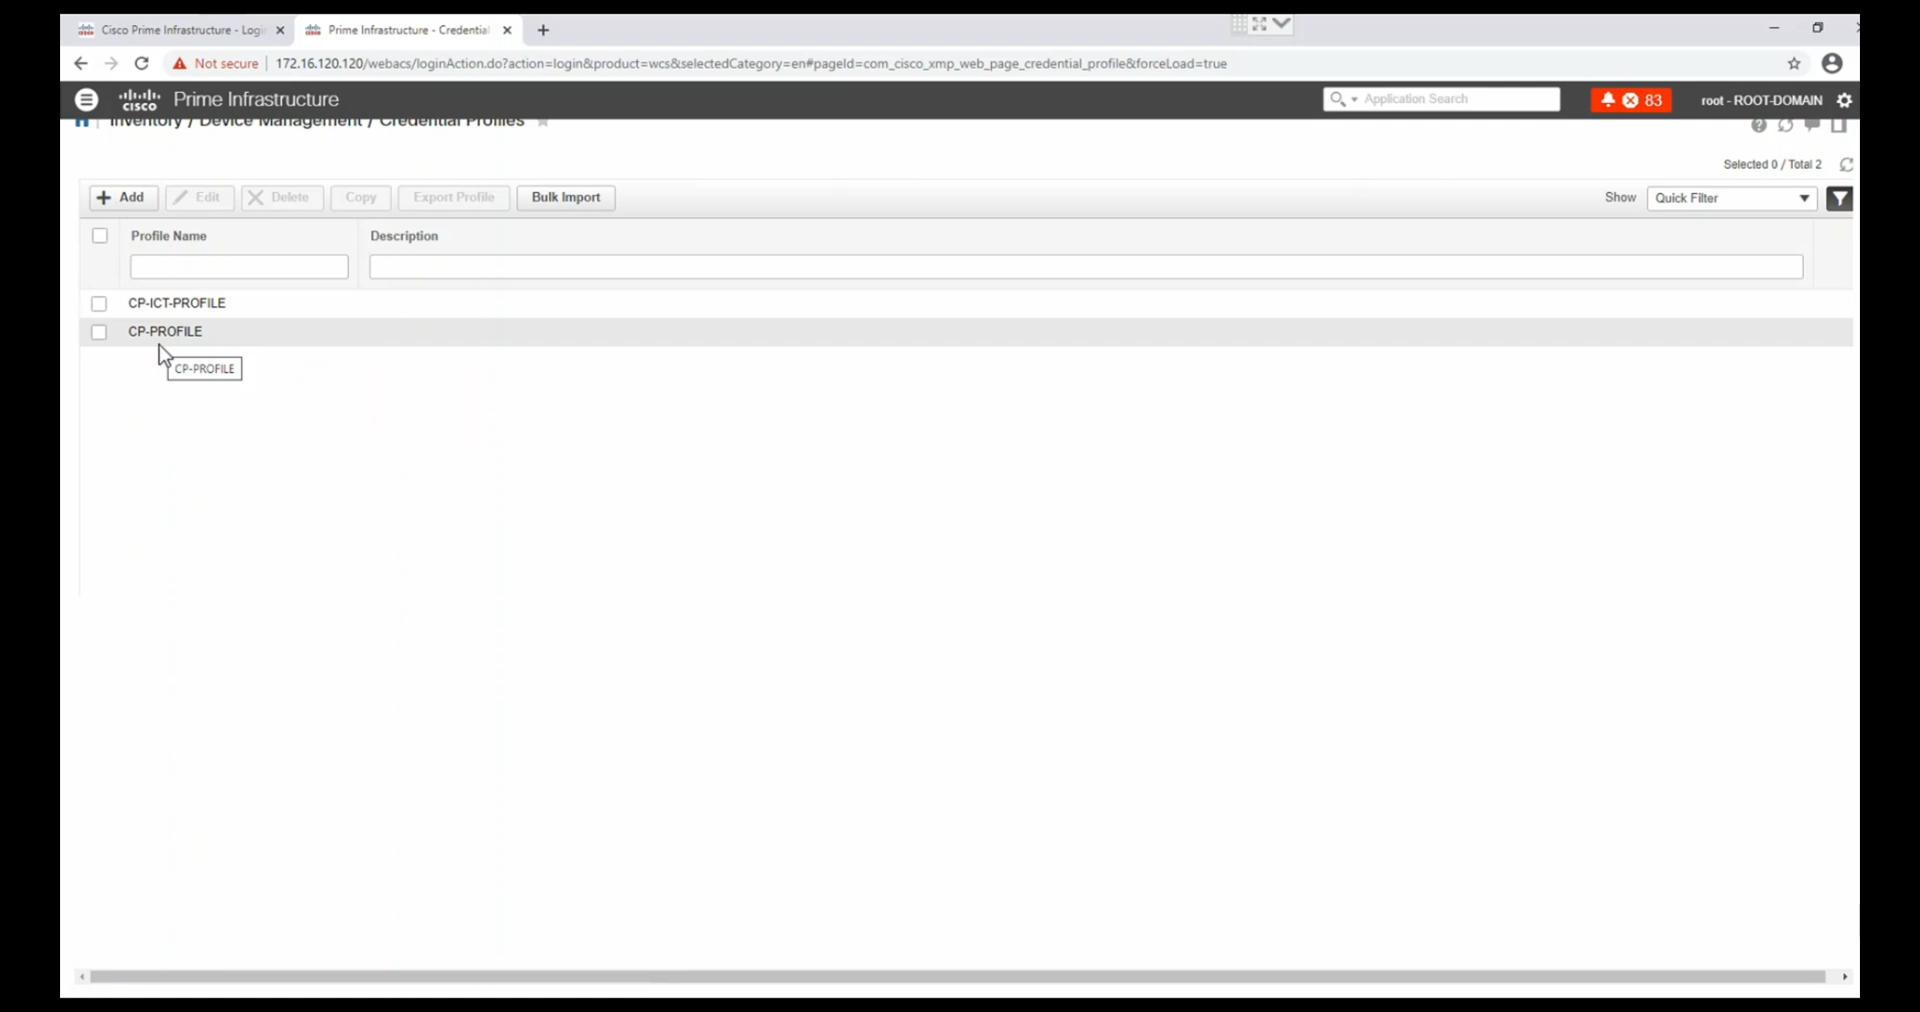 Cisco Prime Infrastructure - Logi
Prime Infrastructure - Credential
Not secure 172.16.120.120/webacs/loginAction.do?action=login&product=wcs&selectedCategory=en#pageId=com_cisco_xmp_web_page_credential_profile&forceLoad=true
cisco Prime Infrastructure
Application Search
83
root - ROOT-DOMAIN
Inventory / Device Management / Credential Profiles
Selected 0 / Total 2
Add Edit Delete Copy Export Profile Bulk Import
Show Quick Filter
Profile Name Description
CP-ICT-PROFILE
CP-PROFILE
CP-PROFILE